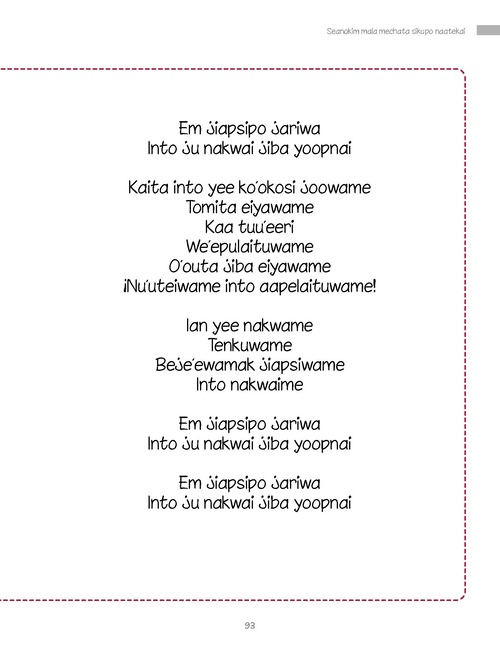 Seanokim mala mechata sikupo naatekai
Em jiapsipo jariwa
Into ju nakwai jiba yoopnai
Kaita into yee ko'okosi joowame
Tomita eiyawame
Kaa tuu'eeri
We'epulaituwame
O'outa jiba eiyawame
¡Nu'uteiwame into aapelaituwame!
Ian yee nakwame
Tenkuwame
Beje'ewamak jiapsiwame
Into nakwaime
Em jiapsipo jariwa
Into ju nakwai jiba yoopnai
Em jiapsipo jariwa
Into ju nakwai jiba yoopnai
93